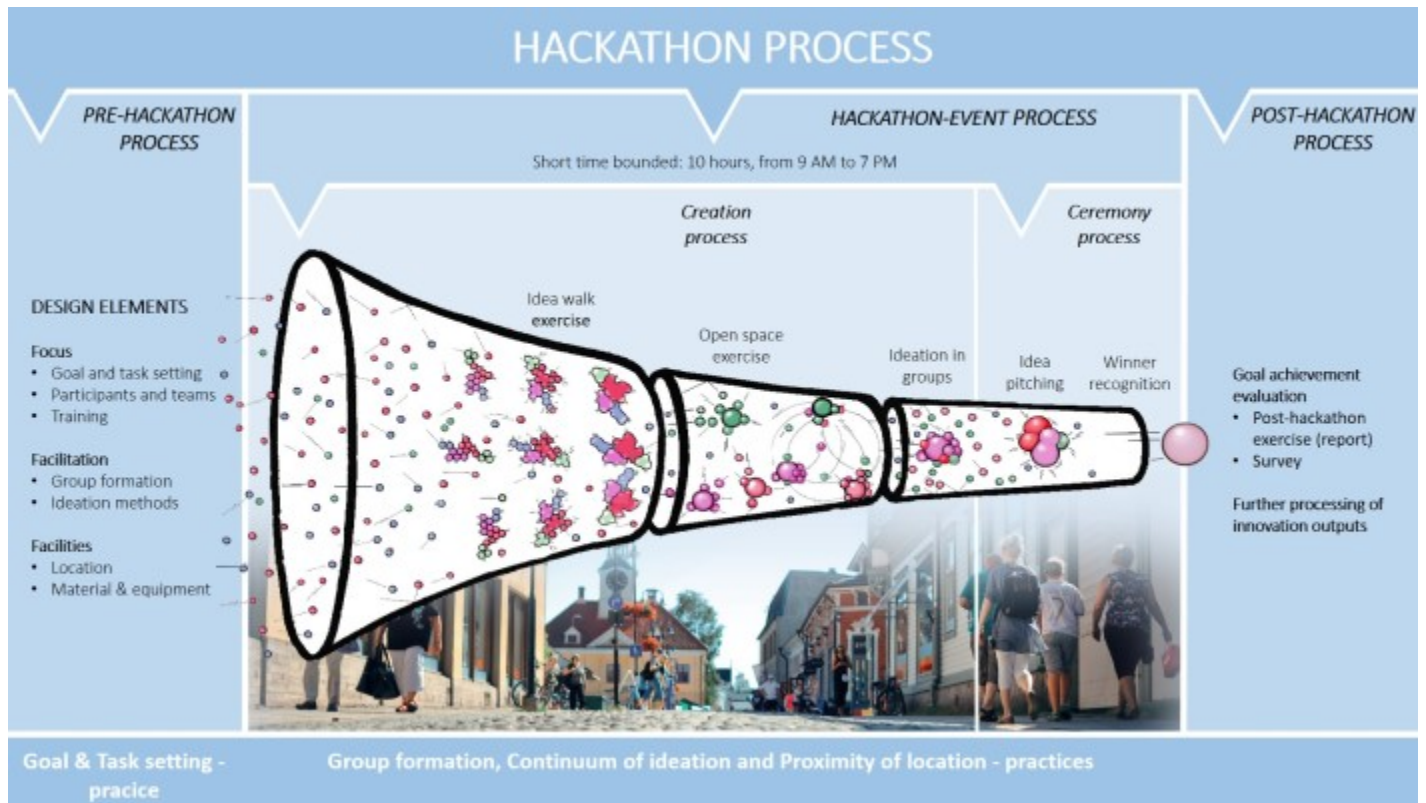 HACKATHON PROCESS
PRE-HACKATHON
PROCESS
HACKATHON-EVENT PROCESS
POST-HACKATHON
PROCESS
Short time bounded: 10 hours, from 9 AM to 7 PM
Creation
process
Ceremony
process
DESIGN ELEMENTS
Focus
• Goal and task setting
• Participants and teams
• Training
Facilitation
• Group formation
• Ideation methods
Facilities
• Location
• Material & equipment
Idea walk
exercise
Open space
exercise
Ideation in
groups
Idea
pitching
Winner
recognition
Goal achievement
evaluation
• Post-hackathon
exercise (report)
• Survey
Further processing of
innovation outputs
Goal & Task setting -
pracice
Group formation, Continuum of ideation and Proximity of location - practices